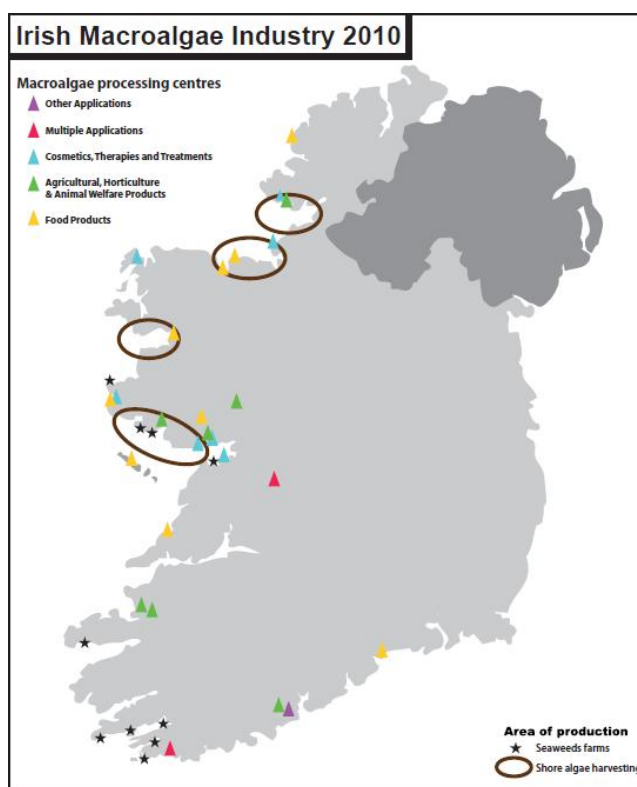 Irish Macroalgae Industry 2010
Macroalgae processing centres
Other Applications
Multiple Applications
Cosmetics, Therapies and Treatments
Agricultural, Horticulture
& Animal Welfare Products
Food Products
Area of production
Seaweeds farms
Shore algae harvesting